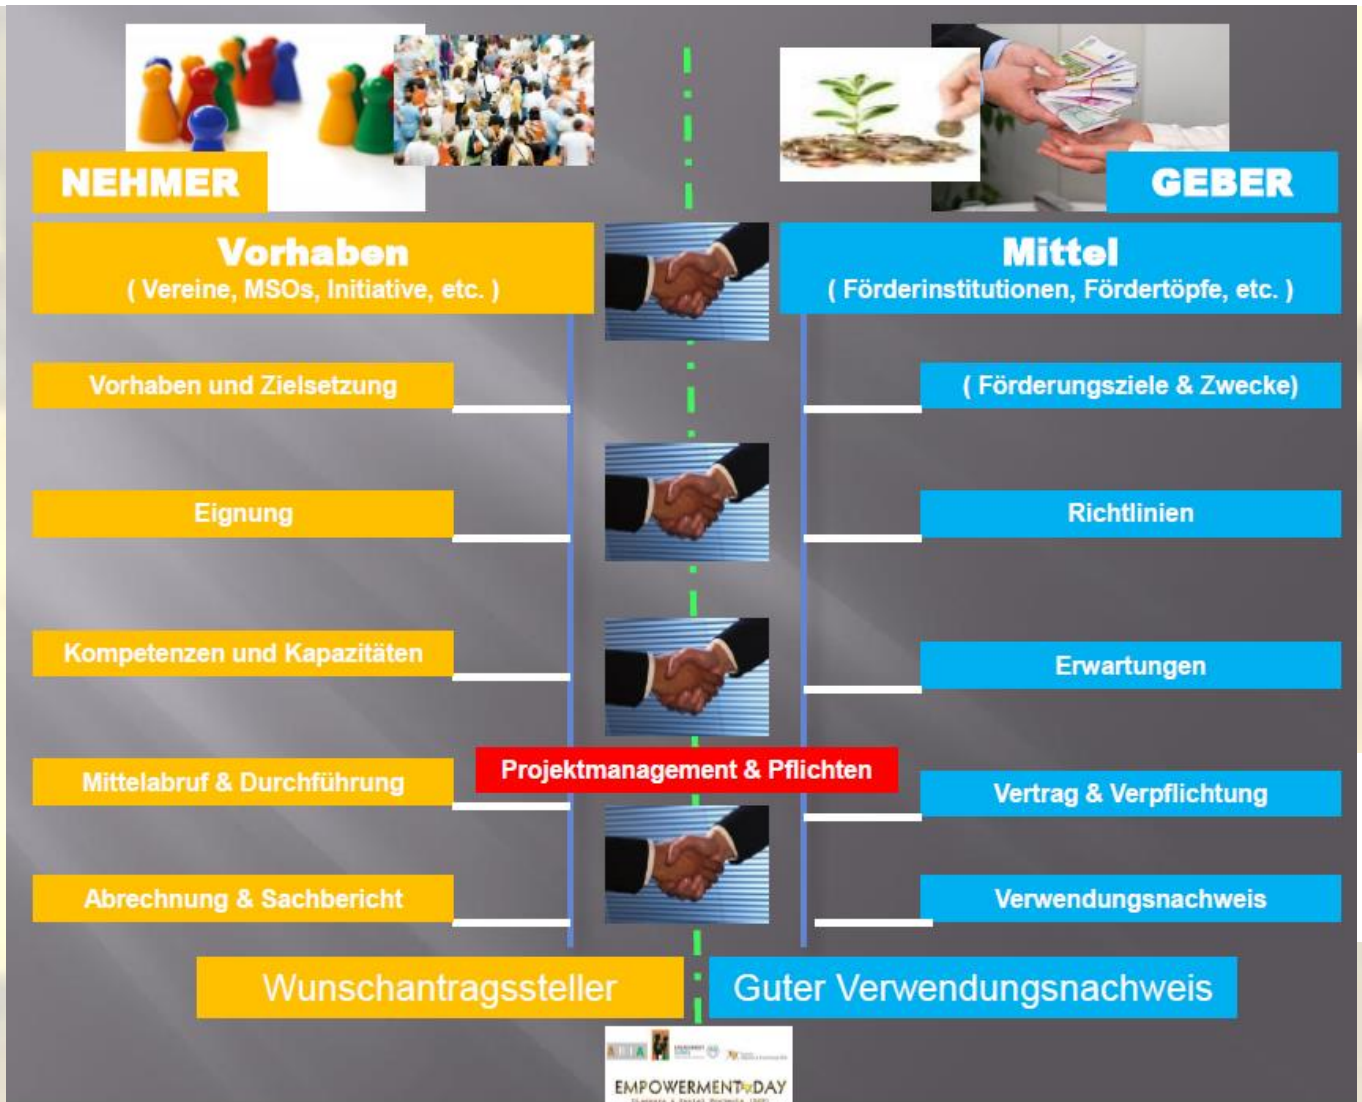 NEHMER
GEBER
Vorhaben
( Vereine, MSOs, Initiative, etc. )
Mittel
( Förderinstitutionen, Fördertöpfe, etc. )
Vorhaben und Zielsetzung
( Förderungsziele & Zwecke)
Eignung
Richtlinien
Kompetenzen und Kapazitäten
Erwartungen
Projektmanagement & Pflichten
Mittelabruf & Durchführung
Vertrag & Verpflichtung
Abrechnung & Sachbericht
Verwendungsnachweis
Wunschantragssteller
Guter Verwendungsnachweis
EMPOWERMENT DAY